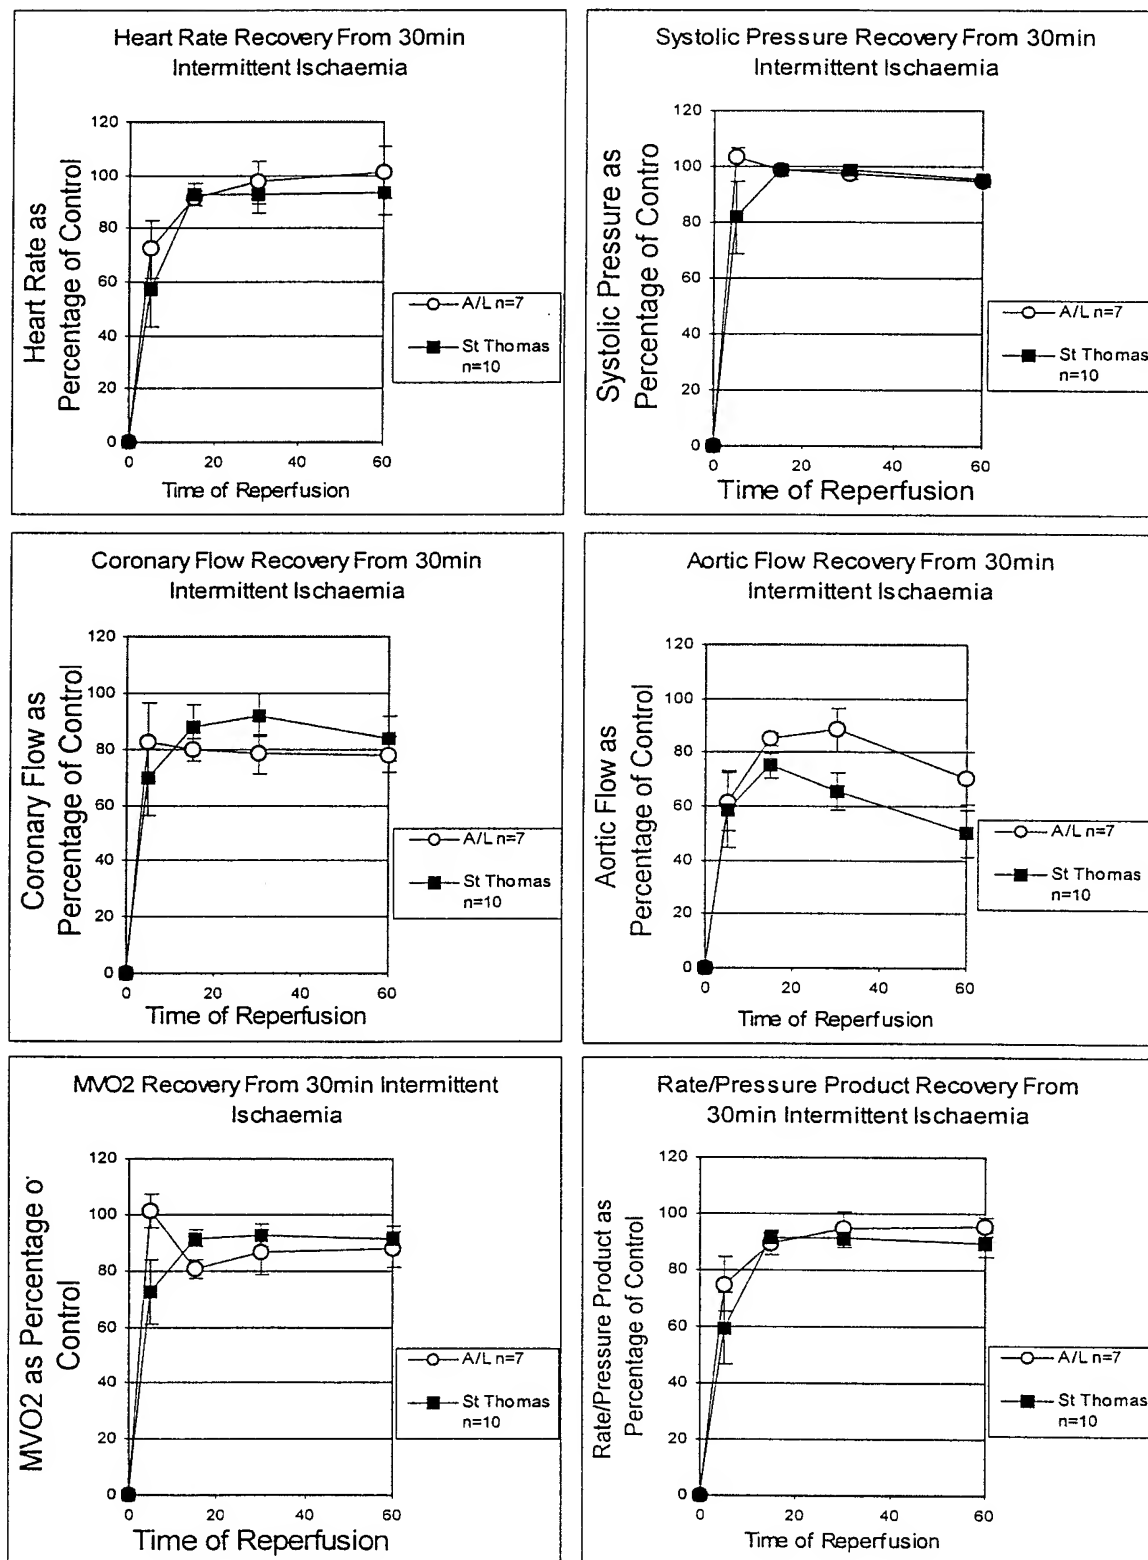 Heart Rate Recovery From 30min
Intermittent Ischaemia
Heart Rate as
Percentage of Control
120
100
80
60
40
20
0
0
20
40
60
Time of Reperfusion
A/L n=7
St Thomas
n=10
Systolic Pressure Recovery From 30min
Intermittent Ischaemia
Systolic Pressure as
Percentage of Contro
120
100
80
60
40
20
0
0
20
40
60
Time of Reperfusion
A/L n=7
St Thomas
n=10
Coronary Flow Recovery From 30min
Intermittent Ischaemia
Coronary Flow as
Percentage of Control
120
100
80
60
40
20
0
0
20
40
60
Time of Reperfusion
A/L n=7
St Thomas
n=10
Aortic Flow Recovery From 30min
Intermittent Ischaemia
Aortic Flow as
Percentage of Control
120
100
80
60
40
20
0
0
20
40
60
Time of Reperfusion
A/L n=7
St Thomas
n=10
MVO2 Recovery From 30min Intermittent
Ischaemia
MVO2 as Percentage o
Control
120
100
80
60
40
20
0
0
20
40
60
Time of Reperfusion
A/L n=7
St Thomas
n=10
Rate/Pressure Product Recovery From
30min Intermittent Ischaemia
Rate/Pressure Product as
Percentage of Control
120
100
80
60
40
20
0
0
20
40
60
Time of Reperfusion
A/L n=7
St Thomas
n=10